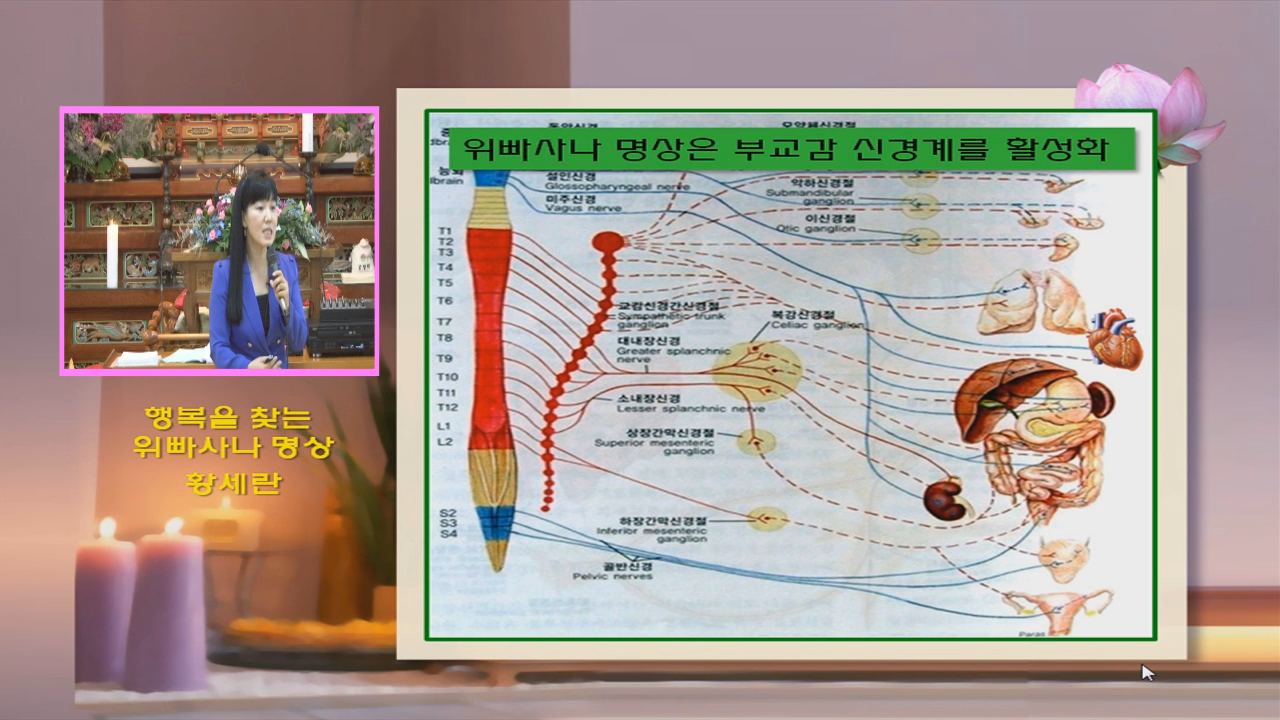 위빠사나 명상은 부교감 신경계를 활성화
설인신경
Glossopharyngeal nerve
미주신경
Vagus nerve
악하신경절
Submandibular
ganglion
이신경절
Otic ganglion
T1
T2
T3
T4
T5
T6
T7
T8
T9
T10
T11
T12
L1
L2
S2
S3
S4
교감신경간신경절
Sympathetic trunk
ganglion
복강신경절
Celiac ganglion
대내장신경
Greater splanchnic
nerve
소내장신경
Lesser splanchnic nerve
상장간막신경절
Superior mesenteric
ganglion
하장간막신경절
Inferior mesenteric
ganglion
골반신경
Pelvic nerves
행복을 찾는
위빠사나 명상
황세란